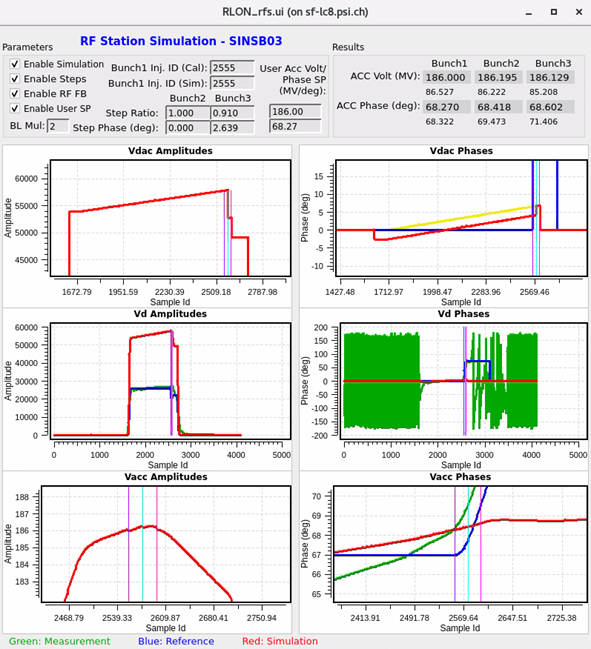 RLON_rfs.ui (on sf-lc8.psi.ch)
RF Station Simulation - SINSB03
Parameters
Enable Simulation
Enable Steps
Enable RF FB
Enable User SP
BL Mul: 2
Bunch1 Inj. ID (Cal): 2555
Bunch1 Inj. ID (Sim): 2555
Bunch2 Bunch3
Step Ratio: 1.000 0.910
Step Phase (deg): 0.000 2.639
User Acc Volt/
Phase SP
(MV/deg):
186.00
68.27
Results
Bunch1 Bunch2 Bunch3
ACC Volt (MV): 186.000 186.195 186.129
86.527 86.222 85.208
ACC Phase (deg): 68.270 68.418 68.602
68.322 69.473 71.406
Vdac Amplitudes
Amplitude
60000
55000
50000
45000
1672.79 1951.59 2230.39 2509.18 2787.98
Sample Id
Vdac Phases
Phase (deg)
15
10
5
0
-5
-10
1427.48 1712.97 1998.47 2283.96 2569.46
Sample Id
Vd Amplitudes
Amplitude
60000
50000
40000
30000
20000
10000
0
0 1000 2000 3000 4000 5000
Sample Id
Vd Phases
Phase (deg)
200
150
100
50
0
-50
-100
-150
-200
0 1000 2000 3000 4000 5000
Sample Id
Vacc Amplitudes
Amplitude
188
187
186
185
184
183
2468.79 2539.33 2609.87 2680.41 2750.94
Sample Id
Vacc Phases
Phase (deg)
70
69
68
67
66
65
2413.91 2491.78 2569.64 2647.51 2725.38
Sample Id
Green: Measurement Blue: Reference Red: Simulation